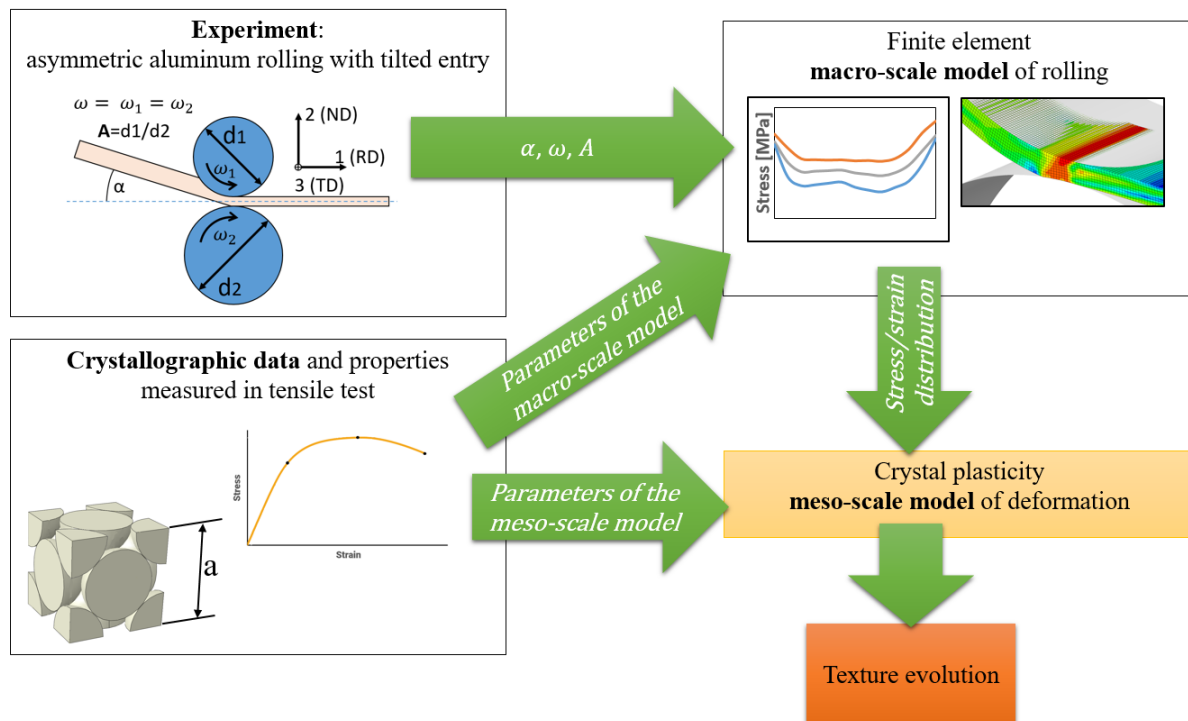 Experiment:
asymmetric aluminum rolling with tilted entry
ω = ω₁ = ω₂
A=d1/d2
d1
ω₁
α
2 (ND)
1 (RD)
3 (TD)
ω₂
d2
α, ω, A
Finite element
macro-scale model of rolling
Stress [MPa]
Parameters of the
macro-scale model
Stress/strain
distribution
Crystallographic data and properties
measured in tensile test
Stress
Strain
a
Parameters of the
meso-scale model
Crystal plasticity
meso-scale model of deformation
Texture evolution